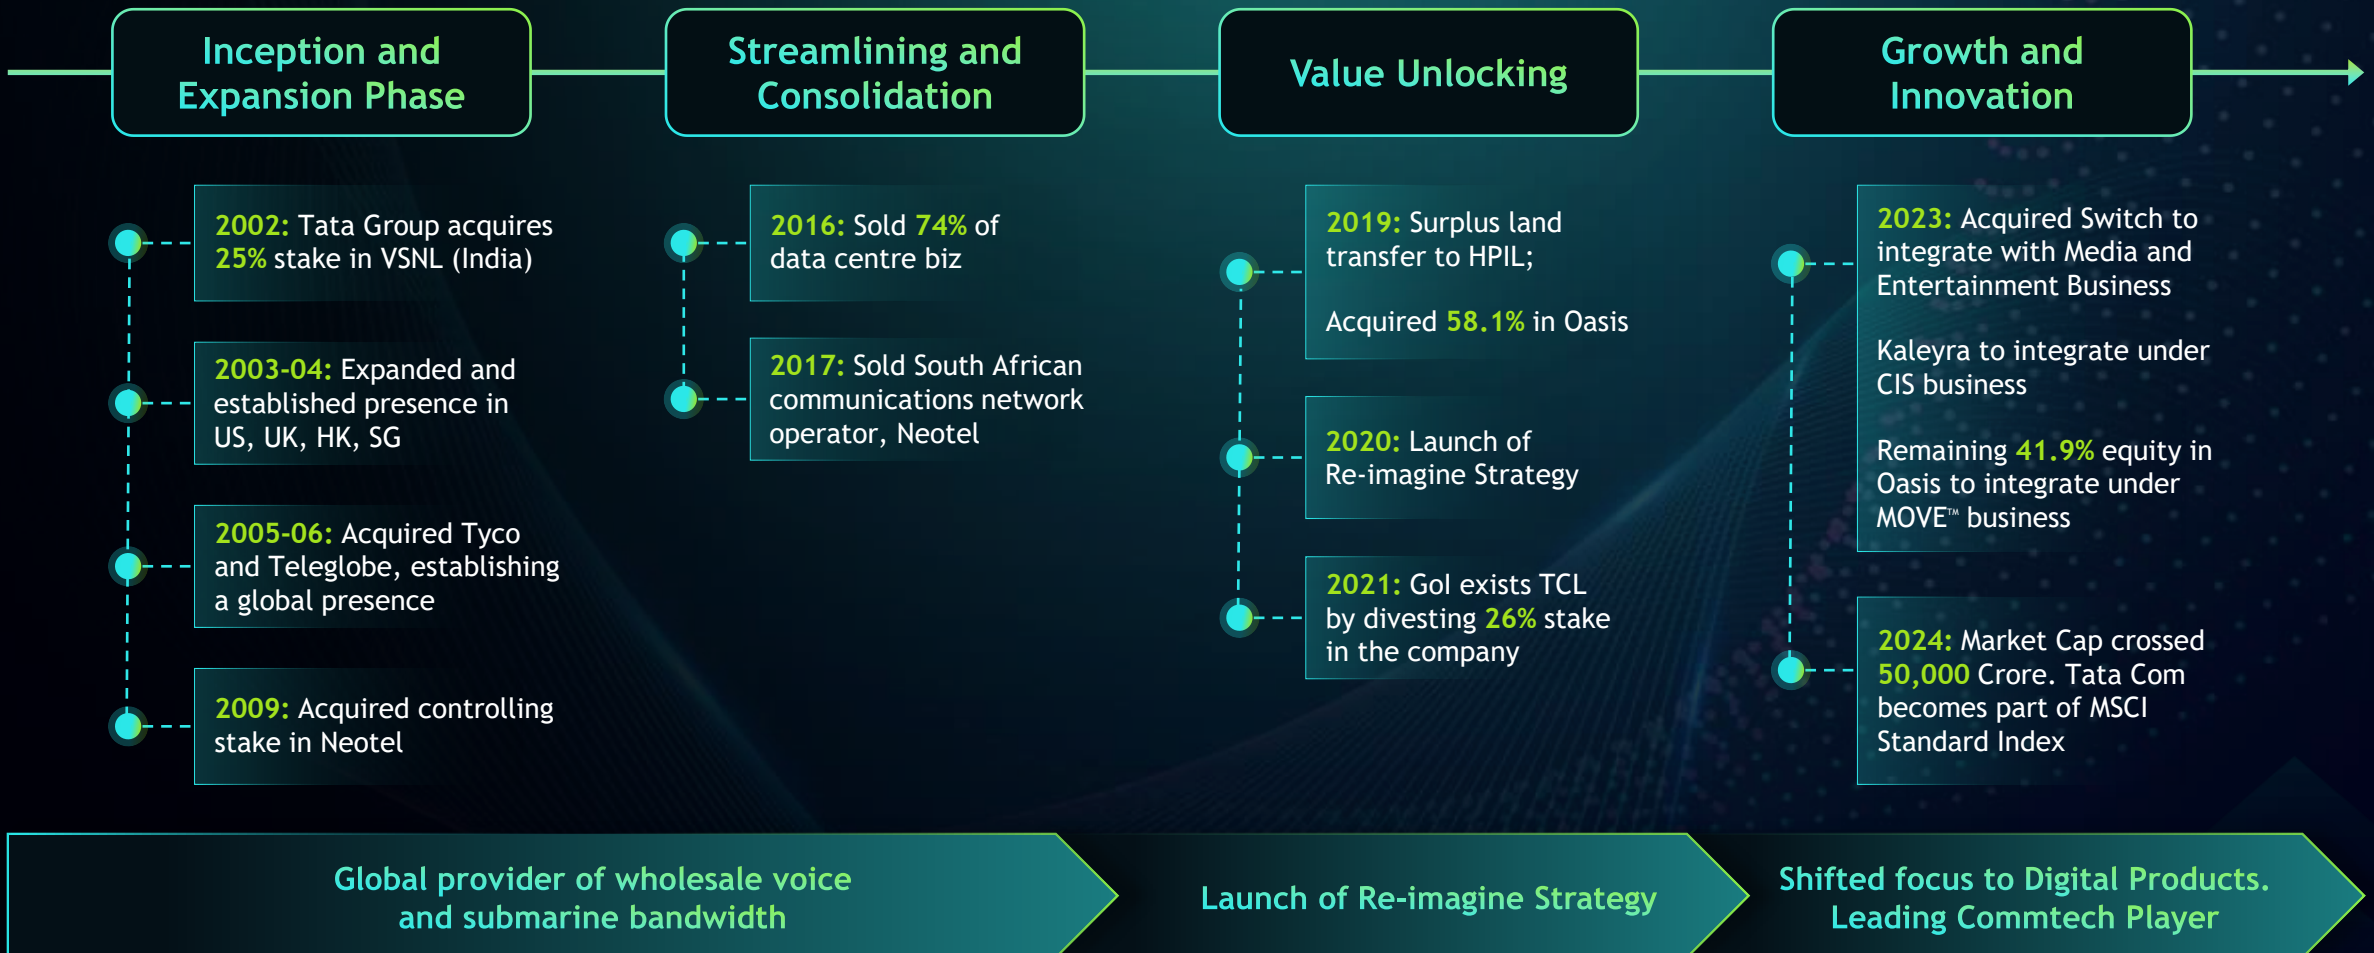 Inception and
Expansion Phase
Streamlining and
Consolidation
Value Unlocking
Growth and
Innovation
2002: Tata Group acquires
25% stake in VSNL (India)
2003-04: Expanded and
established presence in
US, UK, HK, SG
2005-06: Acquired Tyco
and Teleglobe, establishing
a global presence
2009: Acquired controlling
stake in Neotel
2016: Sold 74% of
data centre biz
2017: Sold South African
communications network
operator, Neotel
2019: Surplus land
transfer to HPIL;
Acquired 58.1% in Oasis
2020: Launch of
Re-imagine Strategy
2021: GoI exists TCL
by divesting 26% stake
in the company
2023: Acquired Switch to
integrate with Media and
Entertainment Business
Kaleyra to integrate under
CIS business
Remaining 41.9% equity in
Oasis to integrate under
MOVE™ business
2024: Market Cap crossed
50,000 Crore. Tata Com
becomes part of MSCI
Standard Index
Global provider of wholesale voice
and submarine bandwidth
Launch of Re-imagine Strategy
Shifted focus to Digital Products.
Leading Commtech Player